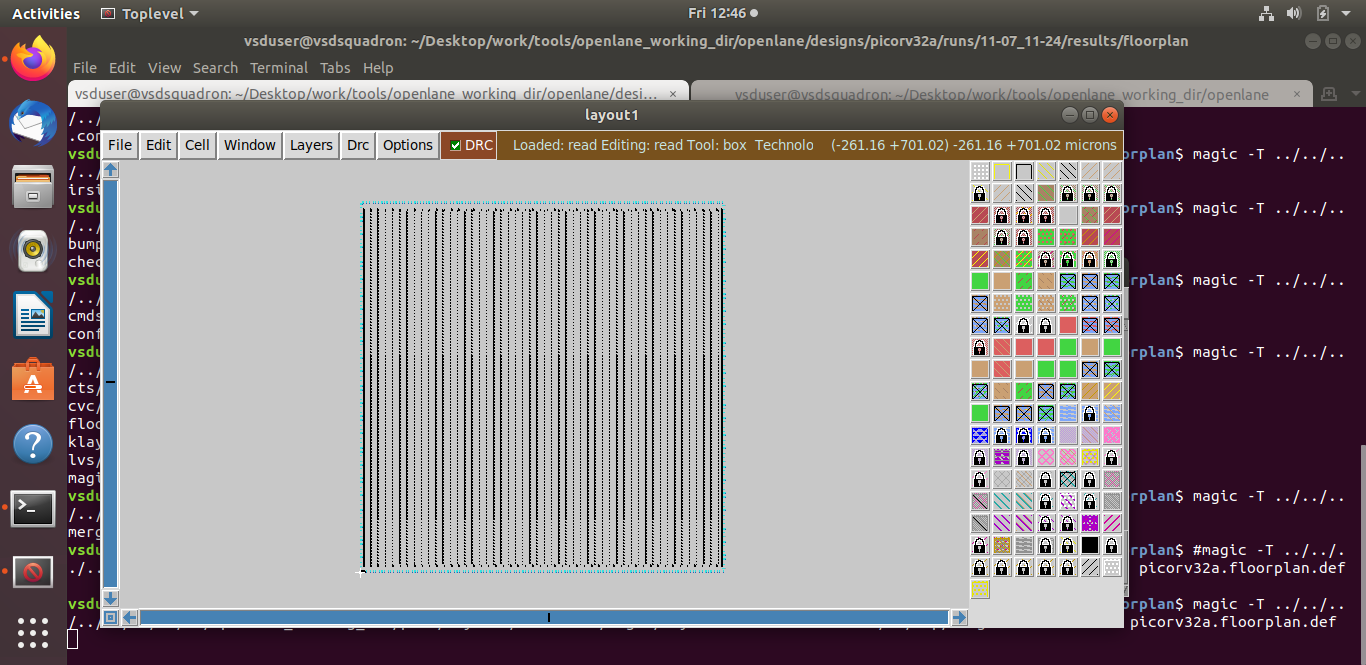 Activities Toplevel Fri 12:46
vsduser@vsdsquadron: ~/Desktop/work/tools/openlane_working_dir/openlane/designs/picorv32a/runs/11-07_11-24/results/floorplan
File Edit View Search Terminal Tabs Help
vsduser@vsdsquadron: ~/Desktop/work/tools/openlane_working_dir/openlane/desi... × vsduser@vsdsquadron: ~/Desktop/work/tools/openlane_working_dir/openlane ×
layout1
File Edit Cell Window Layers Drc Options DRC Loaded: read Editing: read Tool: box Technolo (-261.16 +701.02) -261.16 +701.02 microns
/../
.con
vsdu orplan$ magic -T ../../..
/../
irst
vsdu orplan$ magic -T ../../..
/../
bump
chec
vsdu orplan$ magic -T ../../..
/../
cmds
conf
vsdu orplan$ magic -T ../../..
/../
cts/
cvc/
floo
klay
lvs/
magi
vsdu orplan$ magic -T ../../..
/../
merg
vsdu orplan$ #magic -T ../../.
./.. picorv32a.floorplan.def
vsdu orplan$ magic -T ../../..
/../ picorv32a.floorplan.def